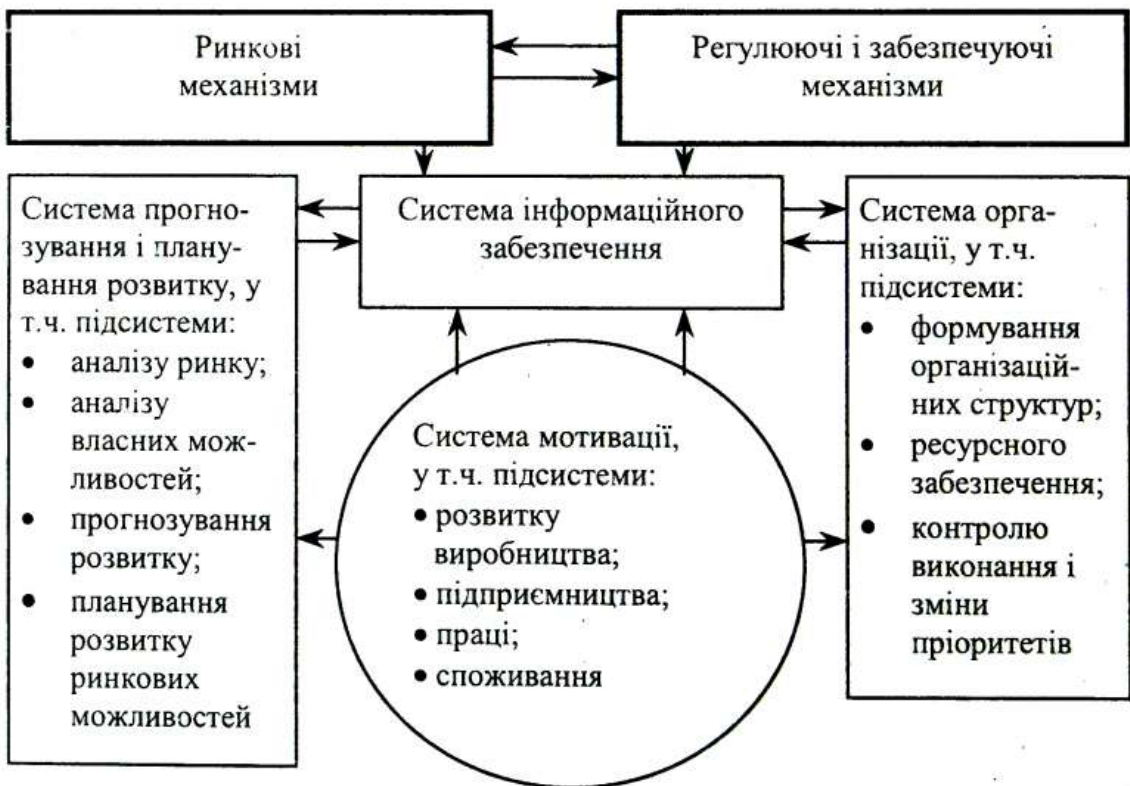 Ринкові
механізми
Регулюючі і забезпечуючі
механізми
Система прогно-
зування і плану-
вання розвитку, у
т.ч. підсистеми:
• аналізу ринку;
• аналізу
власних мож-
ливостей;
• прогнозування
розвитку;
• планування
розвитку
ринкових
можливостей
Система інформаційного
забезпечення
Система мотивації,
у т.ч. підсистеми:
• розвитку
виробництва;
• підприємництва;
• праці;
• споживання
Система орга-
нізації, у т.ч.
підсистеми:
• формування
організацій-
них структур;
• ресурсного
забезпечення;
• контролю
виконання і
зміни
пріоритетів